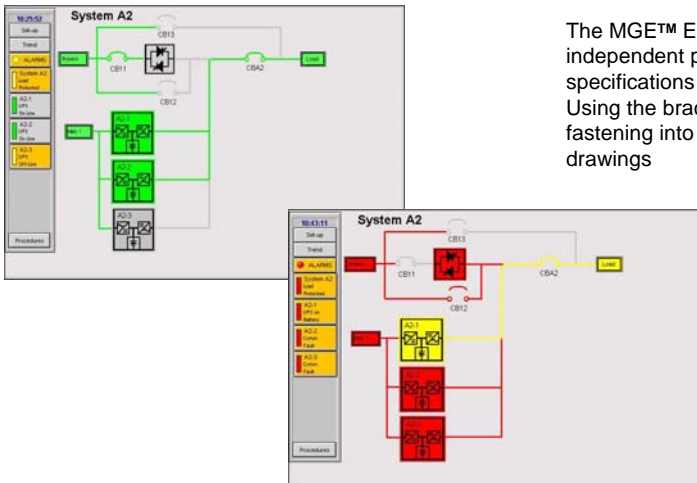 10:25:52
Set-up
Trend
ALARMS
System A2
Load
Protected
A2-1
UPS
On-Line
A2-2
UPS
On-Line
A2-3
UPS
Off-Line
Procedures
System A2
CB13
CB11
CB12
CBA2
Load
A2-1
A2-2
A2-3
The MGE™ E
independent p
specifications
Using the brac
fastening into
drawings
10:43:11
Set-up
Trend
ALARMS
System A2
Load
Protected
A2-1
UPS on
Battery
A2-2
Comm
Fault
A2-3
Comm
Fault
Procedures
System A2
CB13
CB11
CB12
CBA2
Load
A2-1